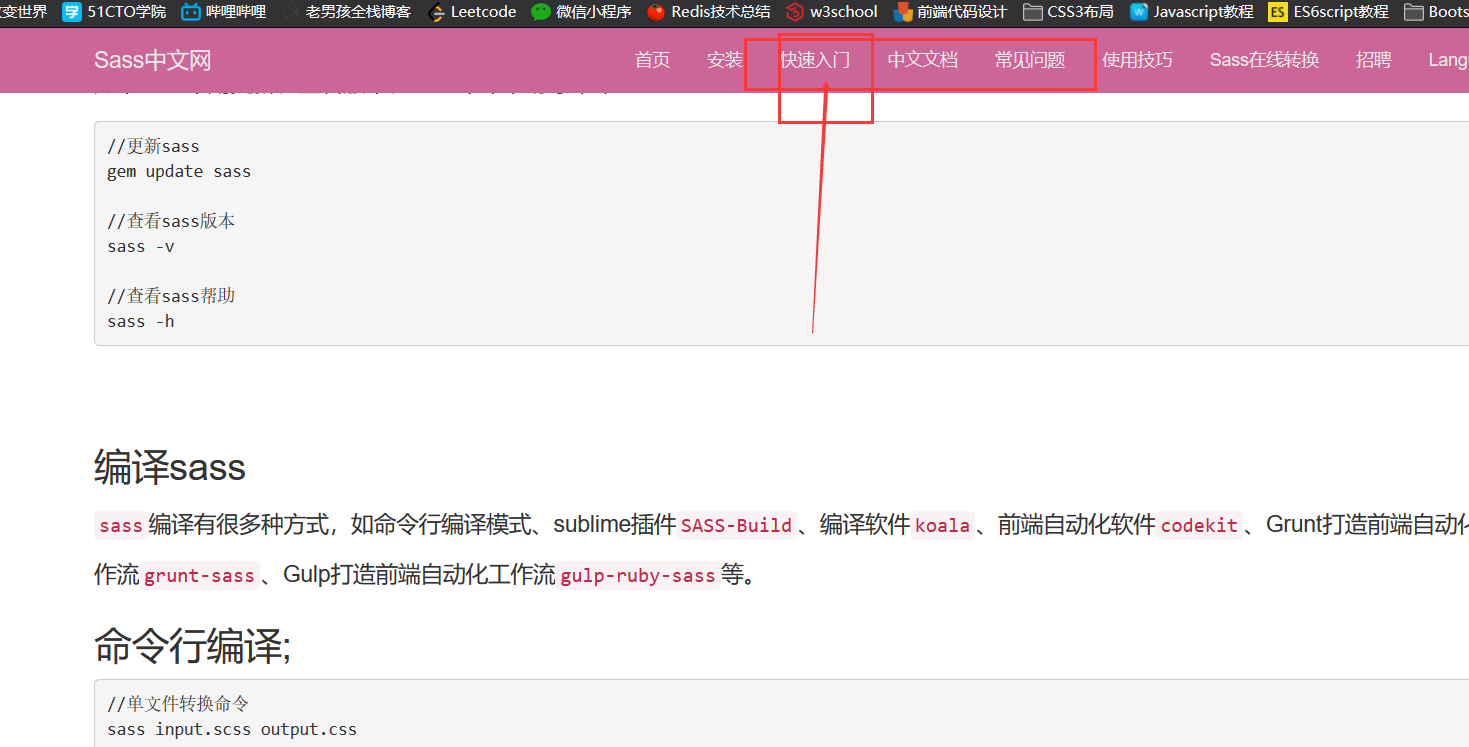 变世界 学 51CTO学院 哔哩哔哩 老男孩全栈博客 Leetcode 微信小程序 Redis技术总结 w3school 前端代码设计 CSS3布局 W Javascript教程 ES ES6script教程 Boots
Sass中文网 首页 安装 快速入门 中文文档 常见问题 使用技巧 Sass在线转换 招聘 Lang
//更新sass
gem update sass
//查看sass版本
sass -v
//查看sass帮助
sass -h
编译sass
sass编译有很多种方式，如命令行编译模式、sublime插件SASS-Build、编译软件koala、前端自动化软件codekit、Grunt打造前端自动化
作流grunt-sass、Gulp打造前端自动化工作流gulp-ruby-sass等。
命令行编译;
//单文件转换命令
sass input.scss output.css